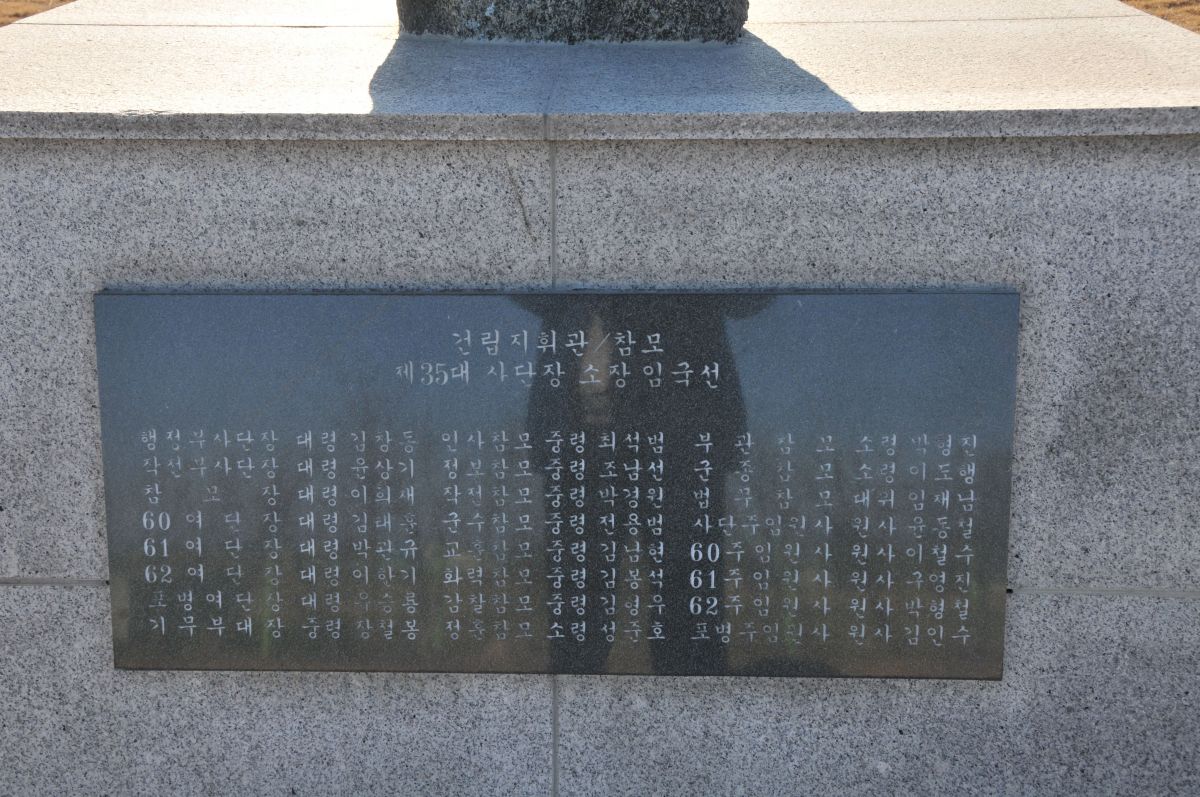 건립지휘관/참모
제35대 사단장 소장 임국선
행정부사단장 대령 김창동 인사참모 중령 최석범 부관참모 소령 박형진
작전부사단장 대령 윤상기 정보참모 중령 조남선 군종참모 소령 이도행
참모장 대령 이희재 작전참모 중령 박경원 법무참모 대위 임재남
60여단장 대령 김태훈 군수참모 중령 전용범 사단주임원사 원사 윤동철
61여단장 대령 박관규 교훈참모 중령 김남현 60주임원사 원사 이철수
62여단장 대령 이한기 화력참모 중령 김봉석 61주임원사 원사 구영진
포병여단장 대령 우승룡 감찰참모 중령 김형우 62주임원사 원사 박형철
기무부대장 중령 장철봉 정훈참모 소령 성준호 포병주임원사 원사 김인수